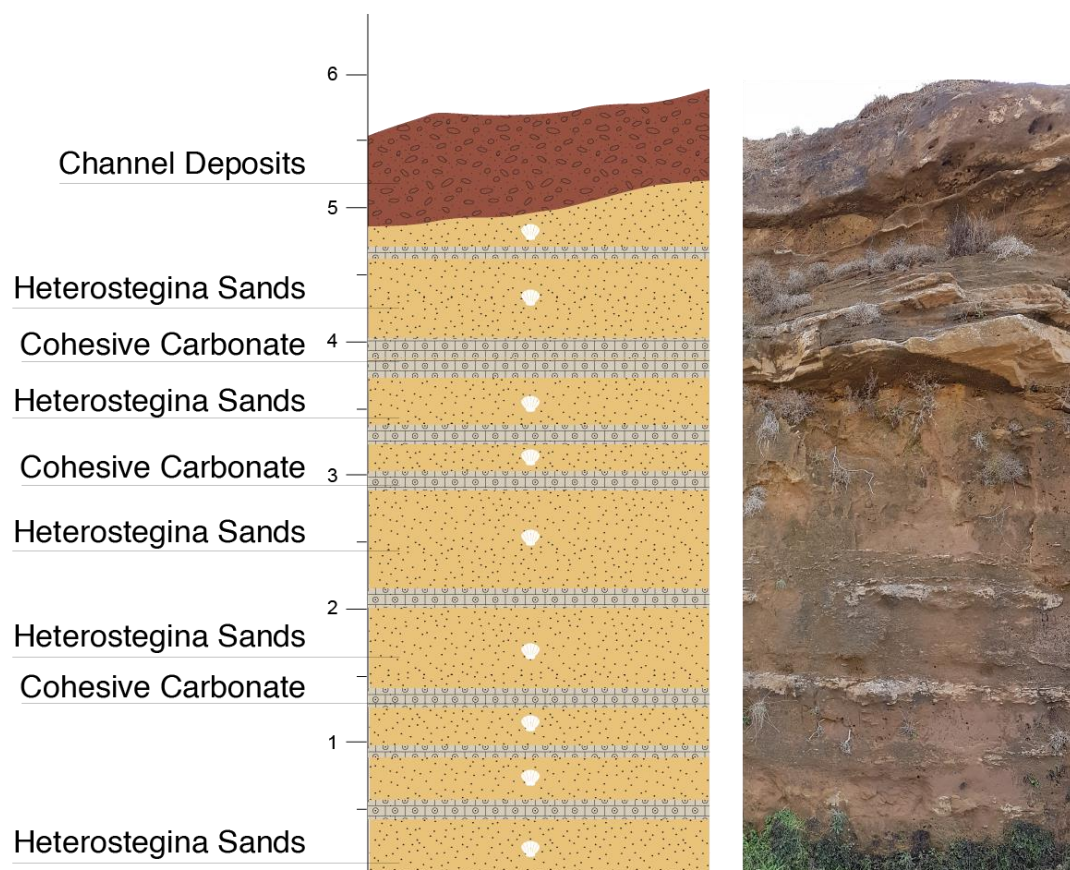 6
Channel Deposits
5
Heterostegina Sands
Cohesive Carbonate
4
Heterostegina Sands
Cohesive Carbonate
3
Heterostegina Sands
2
Heterostegina Sands
Cohesive Carbonate
1
Heterostegina Sands